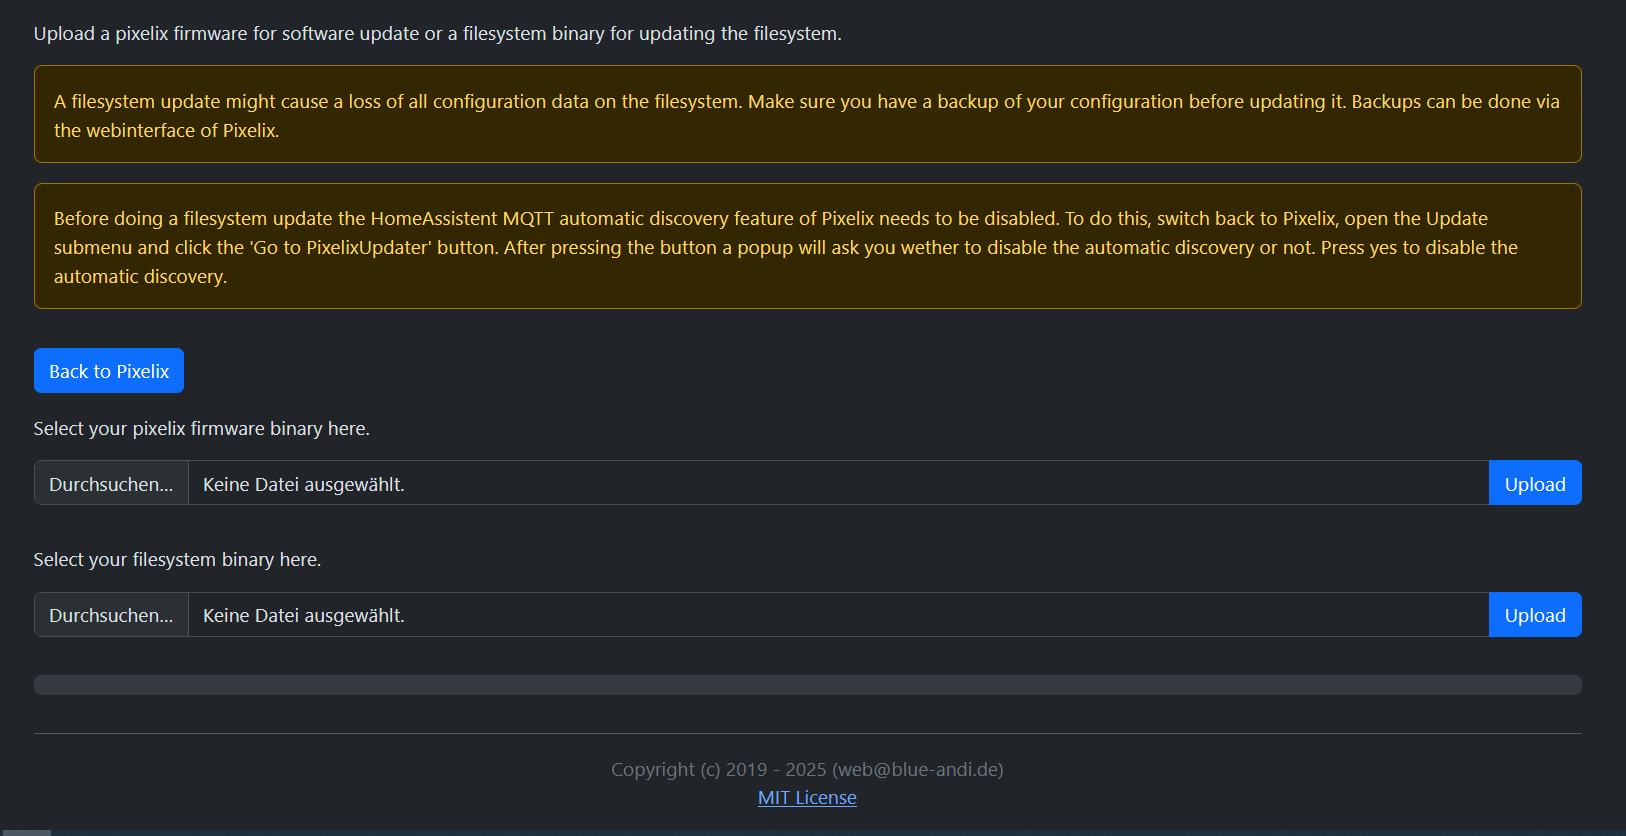 Upload a pixelix firmware for software update or a filesystem binary for updating the filesystem.
A filesystem update might cause a loss of all configuration data on the filesystem. Make sure you have a backup of your configuration before updating it. Backups can be done via
the webinterface of Pixelix.
Before doing a filesystem update the HomeAssistent MQTT automatic discovery feature of Pixelix needs to be disabled. To do this, switch back to Pixelix, open the Update
submenu and click the 'Go to PixelixUpdater' button. After pressing the button a popup will ask you wether to disable the automatic discovery or not. Press yes to disable the
automatic discovery.
Back to Pixelix
Select your pixelix firmware binary here.
Durchsuchen... Keine Datei ausgewählt. Upload
Select your filesystem binary here.
Durchsuchen... Keine Datei ausgewählt. Upload
Copyright (c) 2019 - 2025 (web@blue-andi.de)
MIT License